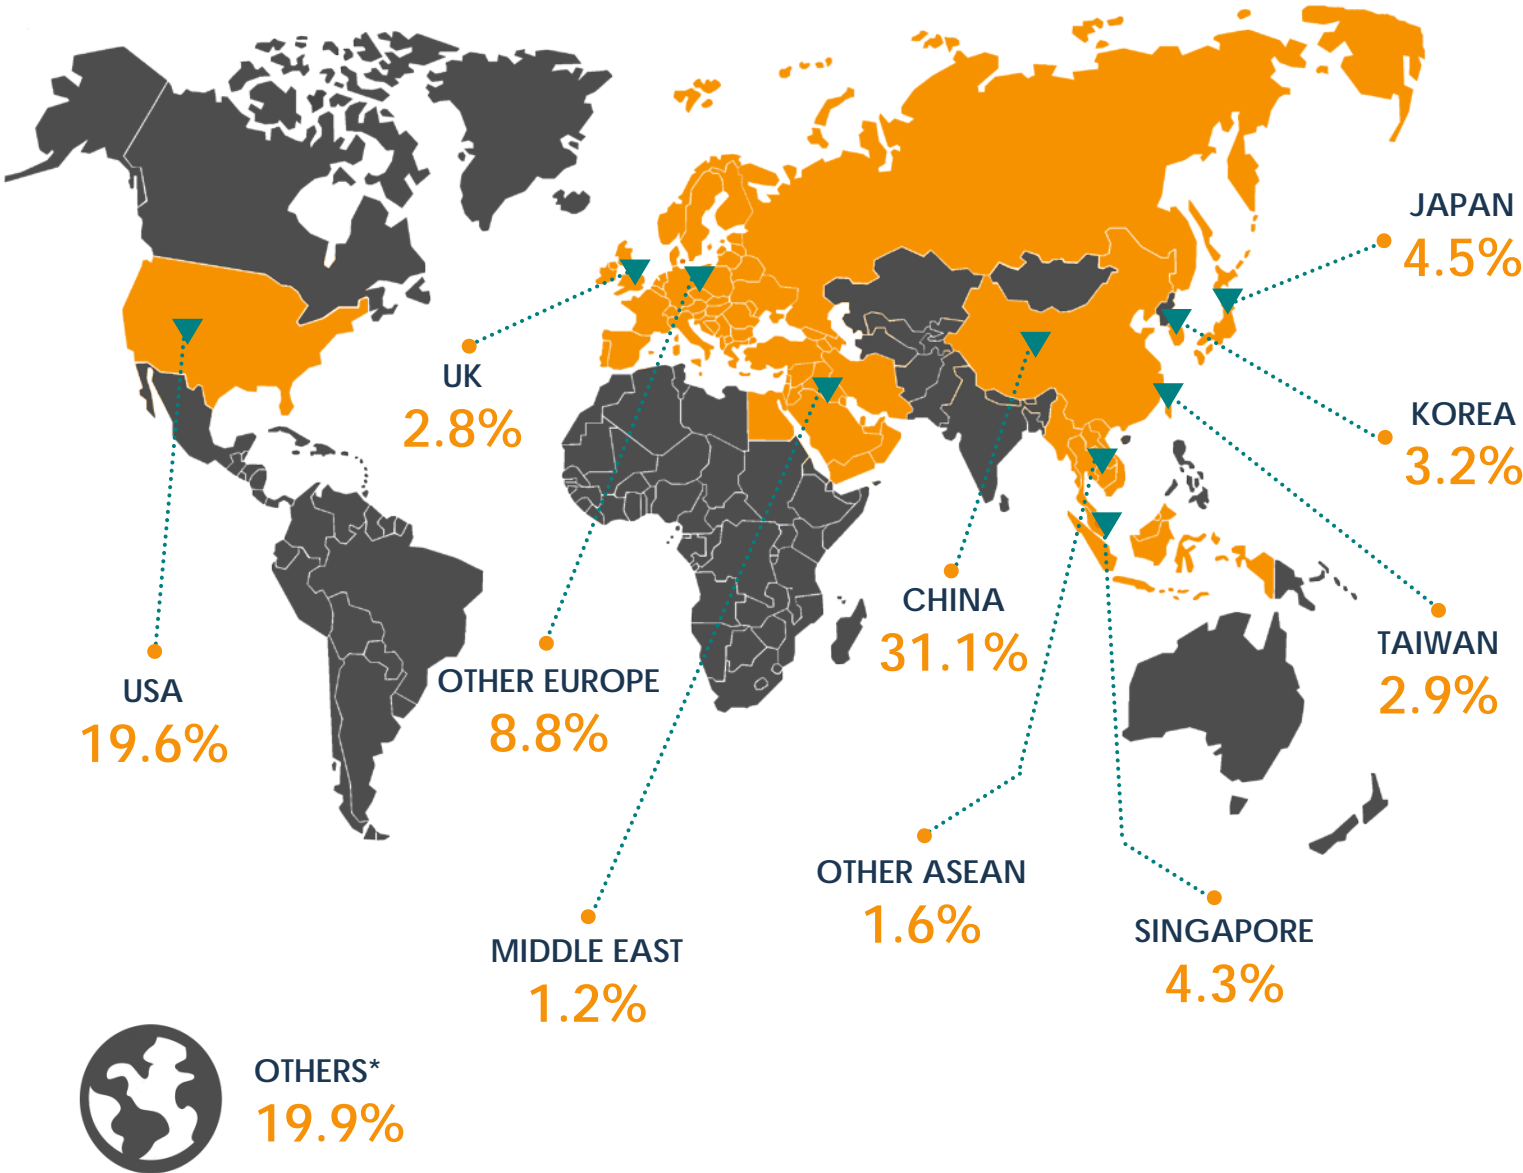 JAPAN
4.5%
UK
2.8%
KOREA
3.2%
CHINA
31.1%
TAIWAN
2.9%
USA
19.6%
OTHER EUROPE
8.8%
OTHER ASEAN
1.6%
SINGAPORE
4.3%
MIDDLE EAST
1.2%
OTHERS*
19.9%